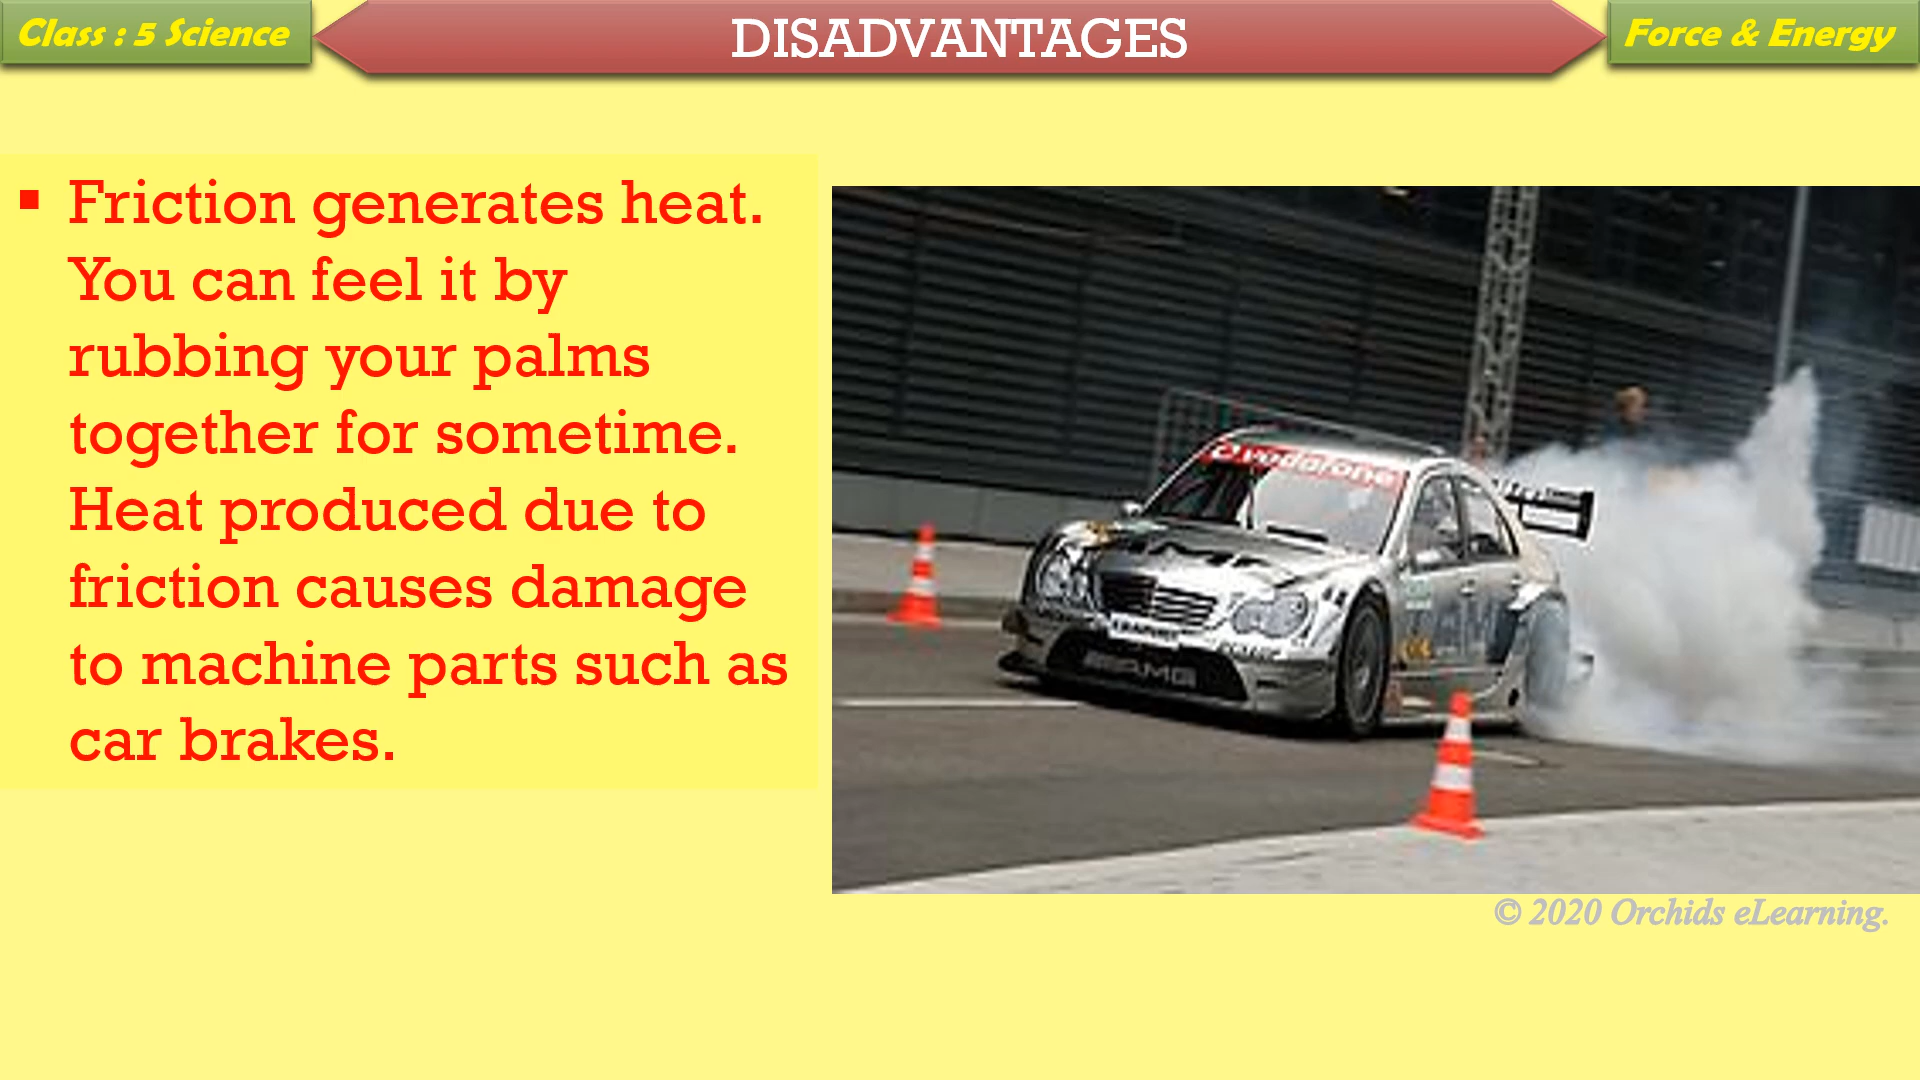 Class : 5 Science
DISADVANTAGES
Force & Energy
▪ Friction generates heat.
You can feel it by
rubbing your palms
together for sometime.
Heat produced due to
friction causes damage
to machine parts such as
car brakes.
vodafone
AMG
© 2020 Orchids eLearning.